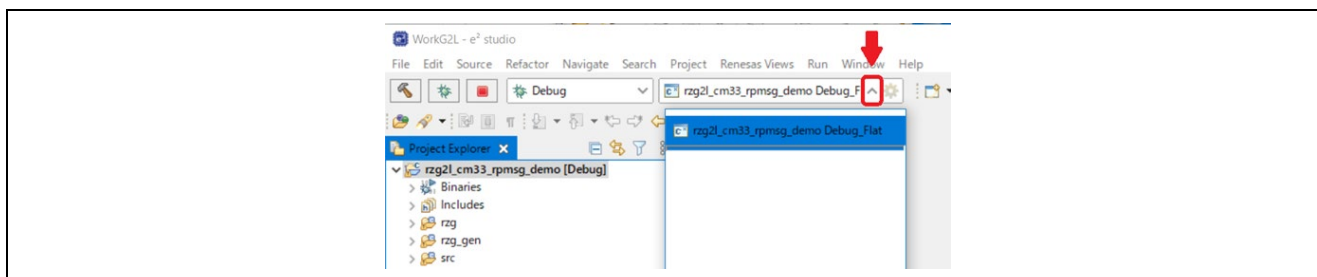 WorkG2L - e² studio
File Edit Source Refactor Navigate Search Project Renesas Views Run Window Help
Debug rzg2l_cm33_rpmsg_demo Debug_F
rzg2l_cm33_rpmsg_demo Debug_Flat
Project Explorer
rzg2l_cm33_rpmsg_demo [Debug]
Binaries
Includes
rzg
rzg_gen
src